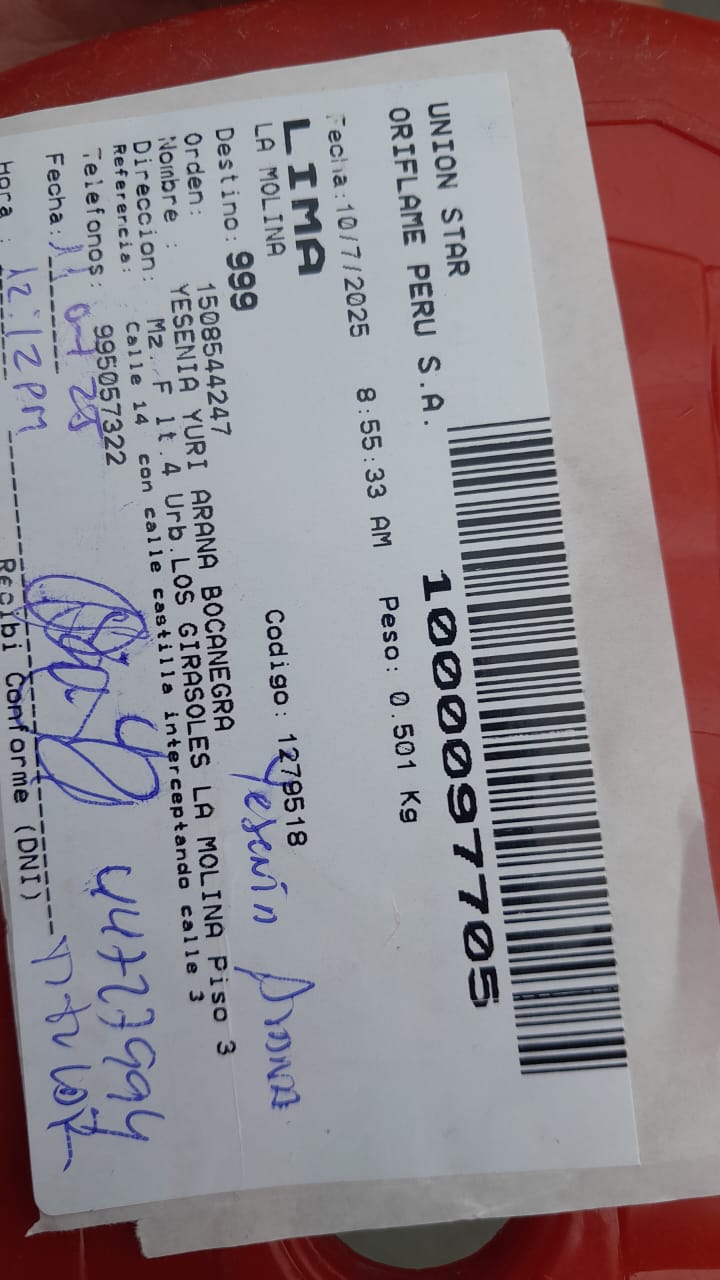 UNION STAR
ORIFLAME PERU S.A.
1000097705
Fecha:10/7/2025 8:55:33 AM Peso: 0.501 Kg
LIMA
LA MOLINA
Codigo: 1279518
Destino: 999
Yesenia Arana
Orden: 1508544247
Nombre : YESENIA YURI ARANA BOCANEGRA
Direccion: Mz. F lt.4 Urb.LOS GIRASOLES LA MOLINA Piso 3
Referencia: Calle 14 con calle castilla interceptando calle 3
Telefonos: 995057322
Fecha: 11 25
44727994
Hora : 12:12 PM
Recibi Conforme (DNI)